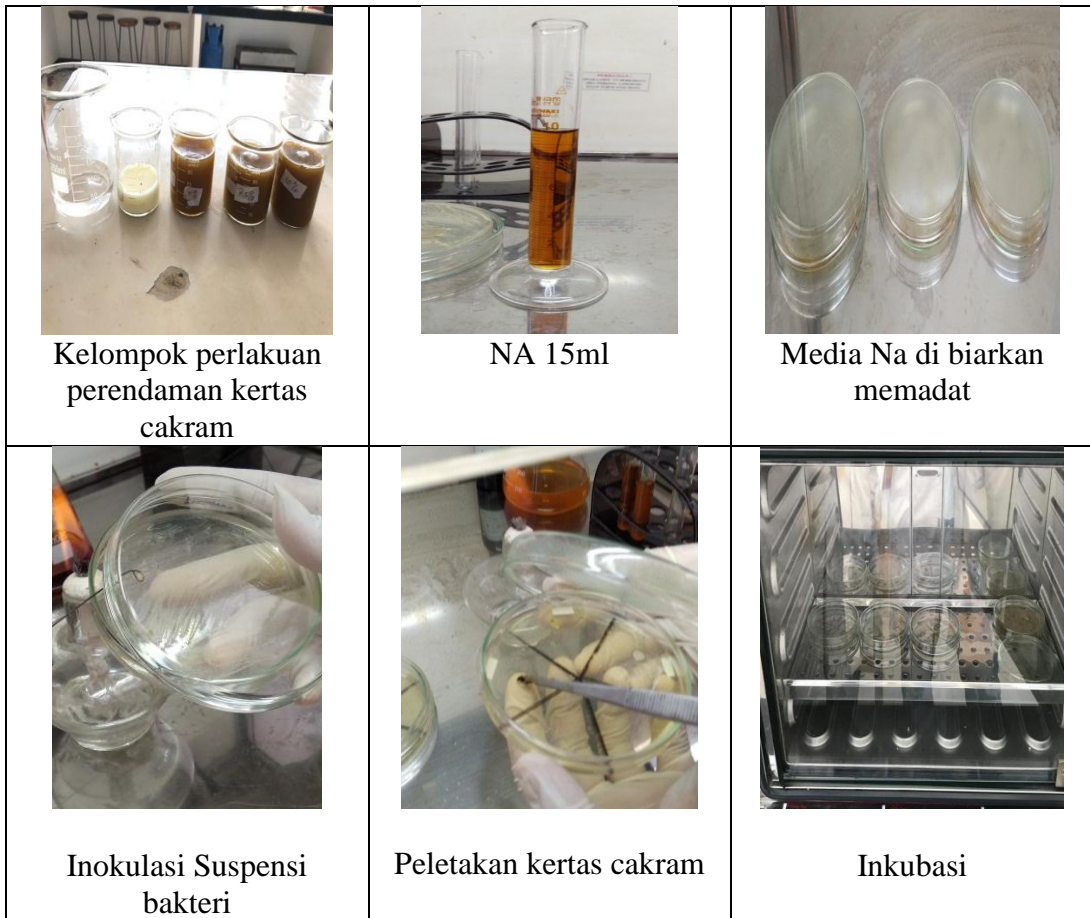 Kelompok perlakuan
perendaman kertas
cakram
NA 15ml
Media Na di biarkan
memadat
Inokulasi Suspensi
bakteri
Peletakan kertas cakram
Inkubasi